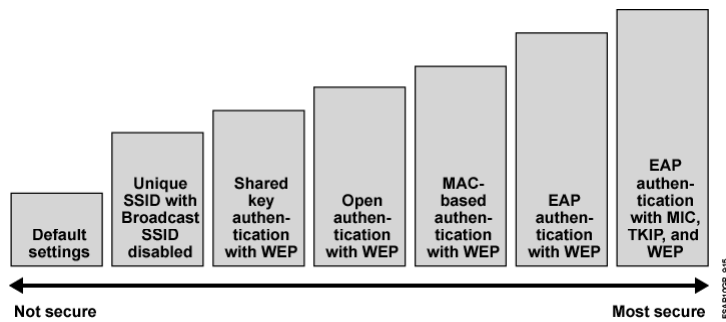 Default
settings
Unique
SSID with
Broadcast
SSID
disabled
Shared
key
authen-
tication
with WEP
Open
authen-
tication
with WEP
MAC-
based
authen-
tication
with WEP
EAP
authen-
tication
with WEP
EAP
authen-
tication
with MIC,
TKIP, and
WEP
Not secure
Most secure